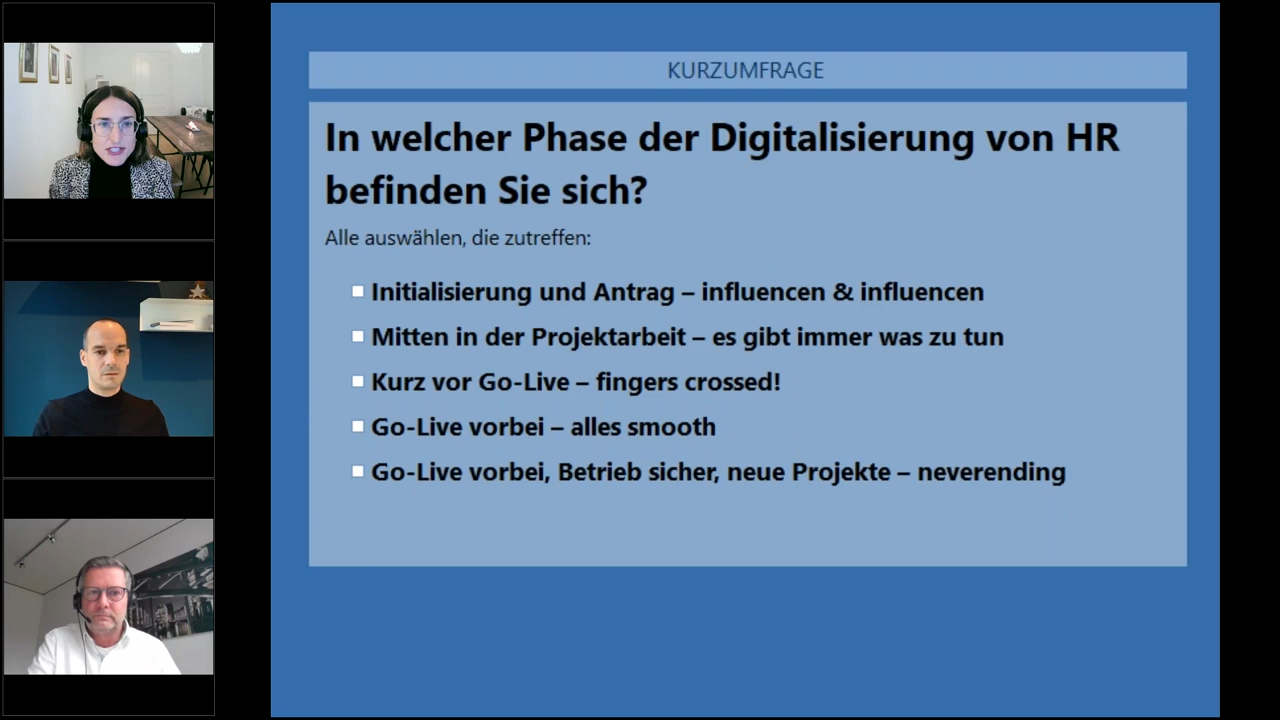 KURZUMFRAGE
In welcher Phase der Digitalisierung von HR
befinden Sie sich?
Alle auswählen, die zutreffen:
Initialisierung und Antrag – influencen & influencen
Mitten in der Projektarbeit – es gibt immer was zu tun
Kurz vor Go-Live – fingers crossed!
Go-Live vorbei – alles smooth
Go-Live vorbei, Betrieb sicher, neue Projekte – neverending